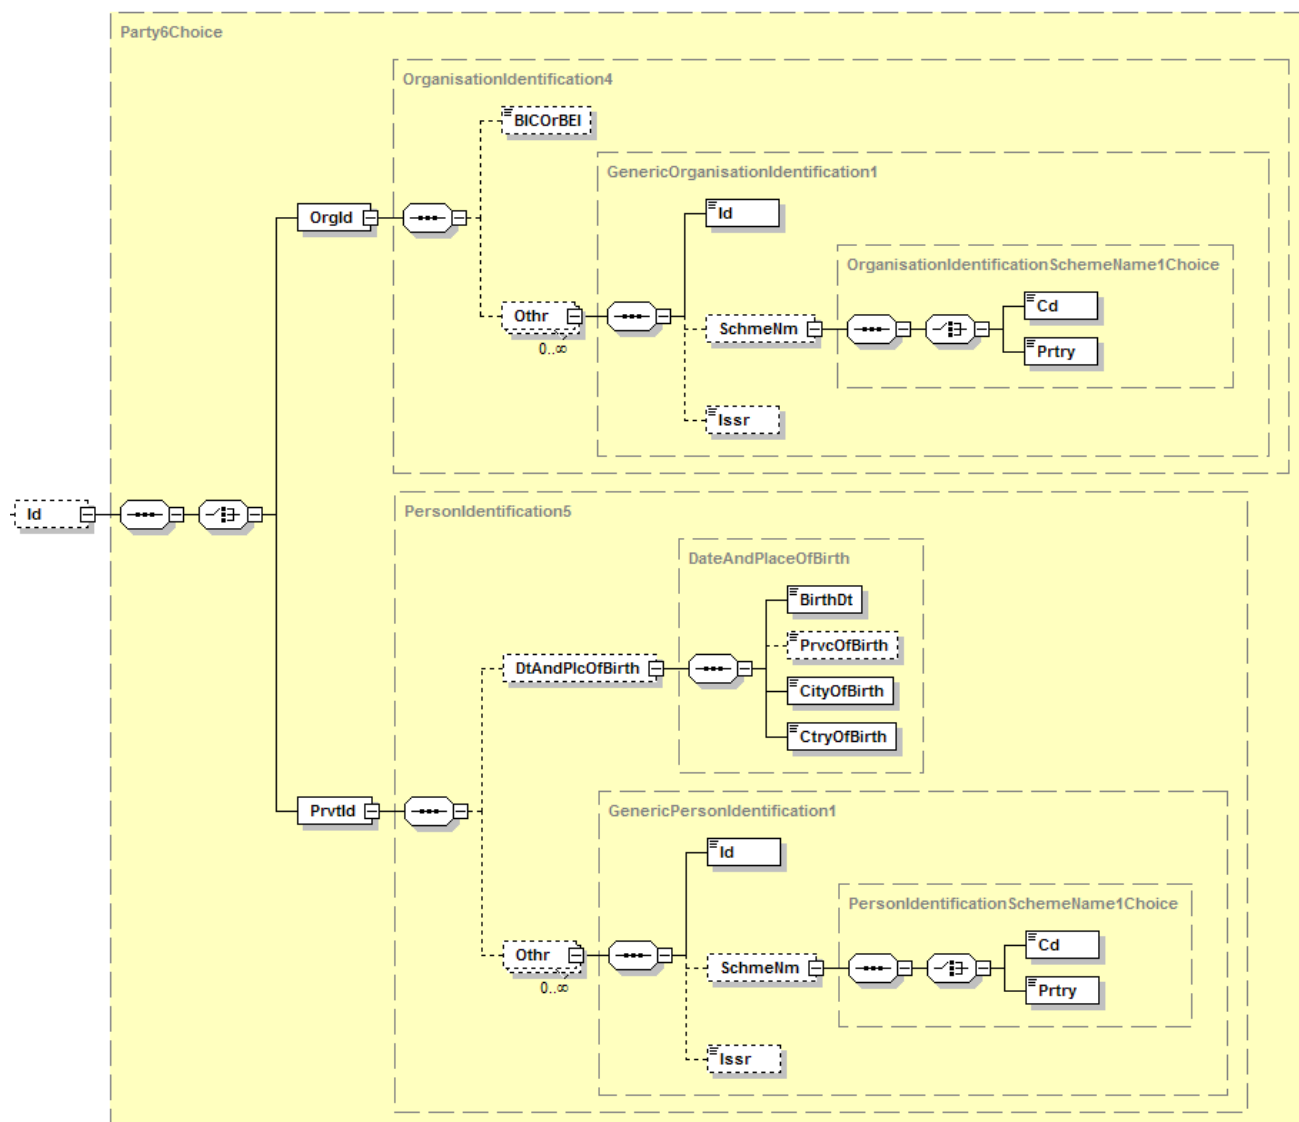 Party6Choice
OrganisationIdentification4
BICOrBEI
GenericOrganisationIdentification1
Id
OrgId
OrganisationIdentificationSchemeName1Choice
Cd
Othr
0..∞
SchmeNm
Prtry
Issr
Id
PersonIdentification5
DateAndPlaceOfBirth
BirthDt
PrvcOfBirth
DtAndPlcOfBirth
CityOfBirth
CtryOfBirth
PrvtId
GenericPersonIdentification1
Id
PersonIdentificationSchemeName1Choice
Cd
Othr
0..∞
SchmeNm
Prtry
Issr